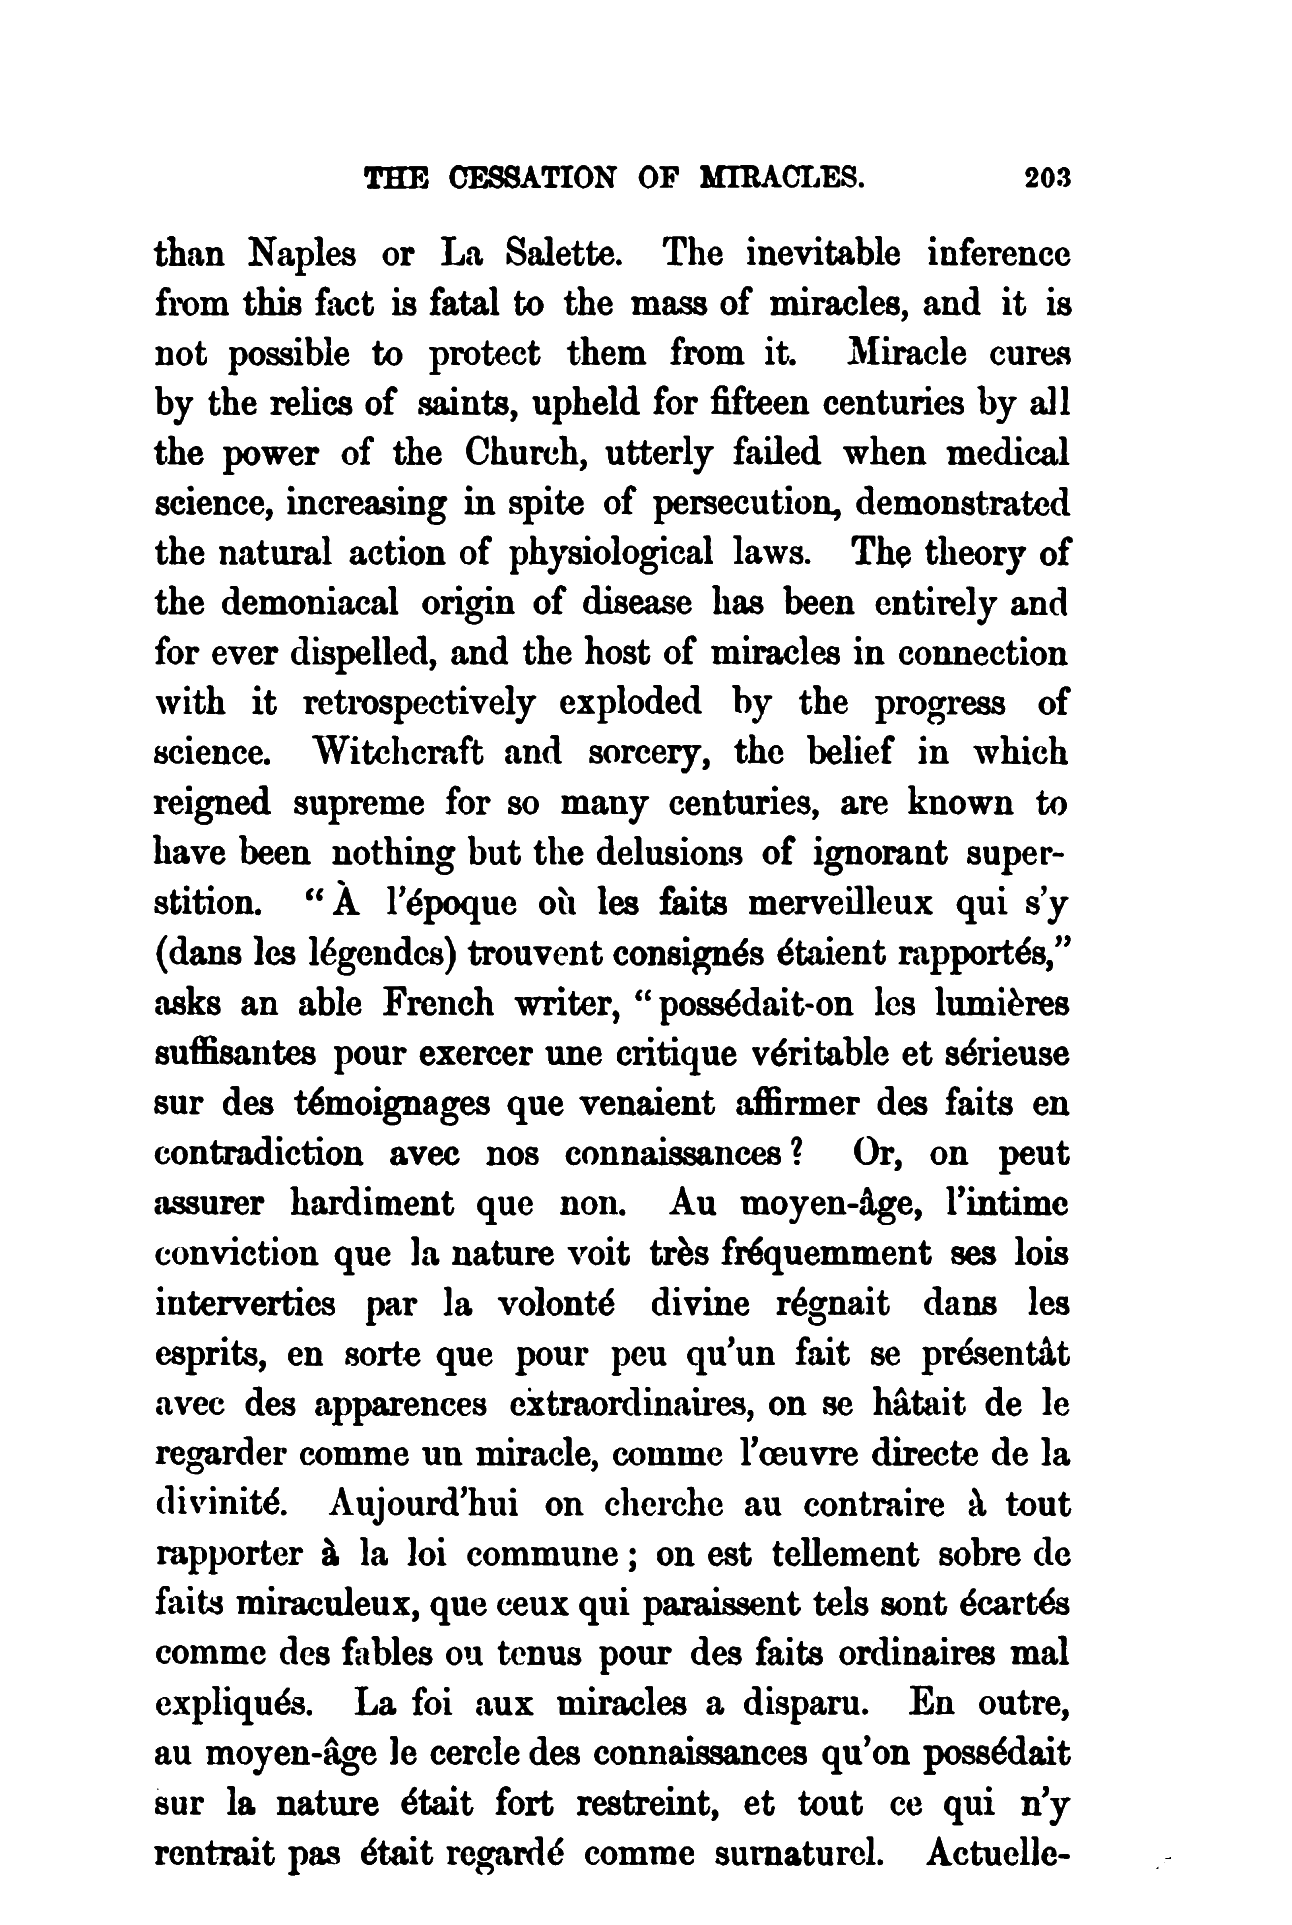 THE CESSATION OF MIRACLES. 203
than Naples or La Salette. The inevitable inference
from this fact is fatal to the mass of miracles, and it is
not possible to protect them from it. Miracle cures
by the relics of saints, upheld for fifteen centuries by all
the power of the Church, utterly failed when medical
science, increasing in spite of persecution, demonstrated
the natural action of physiological laws. The theory of
the demoniacal origin of disease has been entirely and
for ever dispelled, and the host of miracles in connection
with it retrospectively exploded by the progress of
science. Witchcraft and sorcery, the belief in which
reigned supreme for so many centuries, are known to
have been nothing but the delusions of ignorant super-
stition. “ À l’époque où les faits merveilleux qui s’y
(dans les légendes) trouvent consignés étaient rapportés,”
asks an able French writer, “ possédait-on les lumières
suffisantes pour exercer une critique véritable et sérieuse
sur des témoignages que venaient affirmer des faits en
contradiction avec nos connaissances ? Or, on peut
assurer hardiment que non. Au moyen-âge, l’intime
conviction que la nature voit très fréquemment ses lois
interverties par la volonté divine régnait dans les
esprits, en sorte que pour peu qu’un fait se présentât
avec des apparences extraordinaires, on se hâtait de le
regarder comme un miracle, comme l’œuvre directe de la
divinité. Aujourd’hui on cherche au contraire à tout
rapporter à la loi commune ; on est tellement sobre de
faits miraculeux, que ceux qui paraissent tels sont écartés
comme des fables ou tenus pour des faits ordinaires mal
expliqués. La foi aux miracles a disparu. En outre,
au moyen-âge le cercle des connaissances qu’on possédait
sur la nature était fort restreint, et tout ce qui n’y
rentrait pas était regardé comme surnaturel. Actuelle-